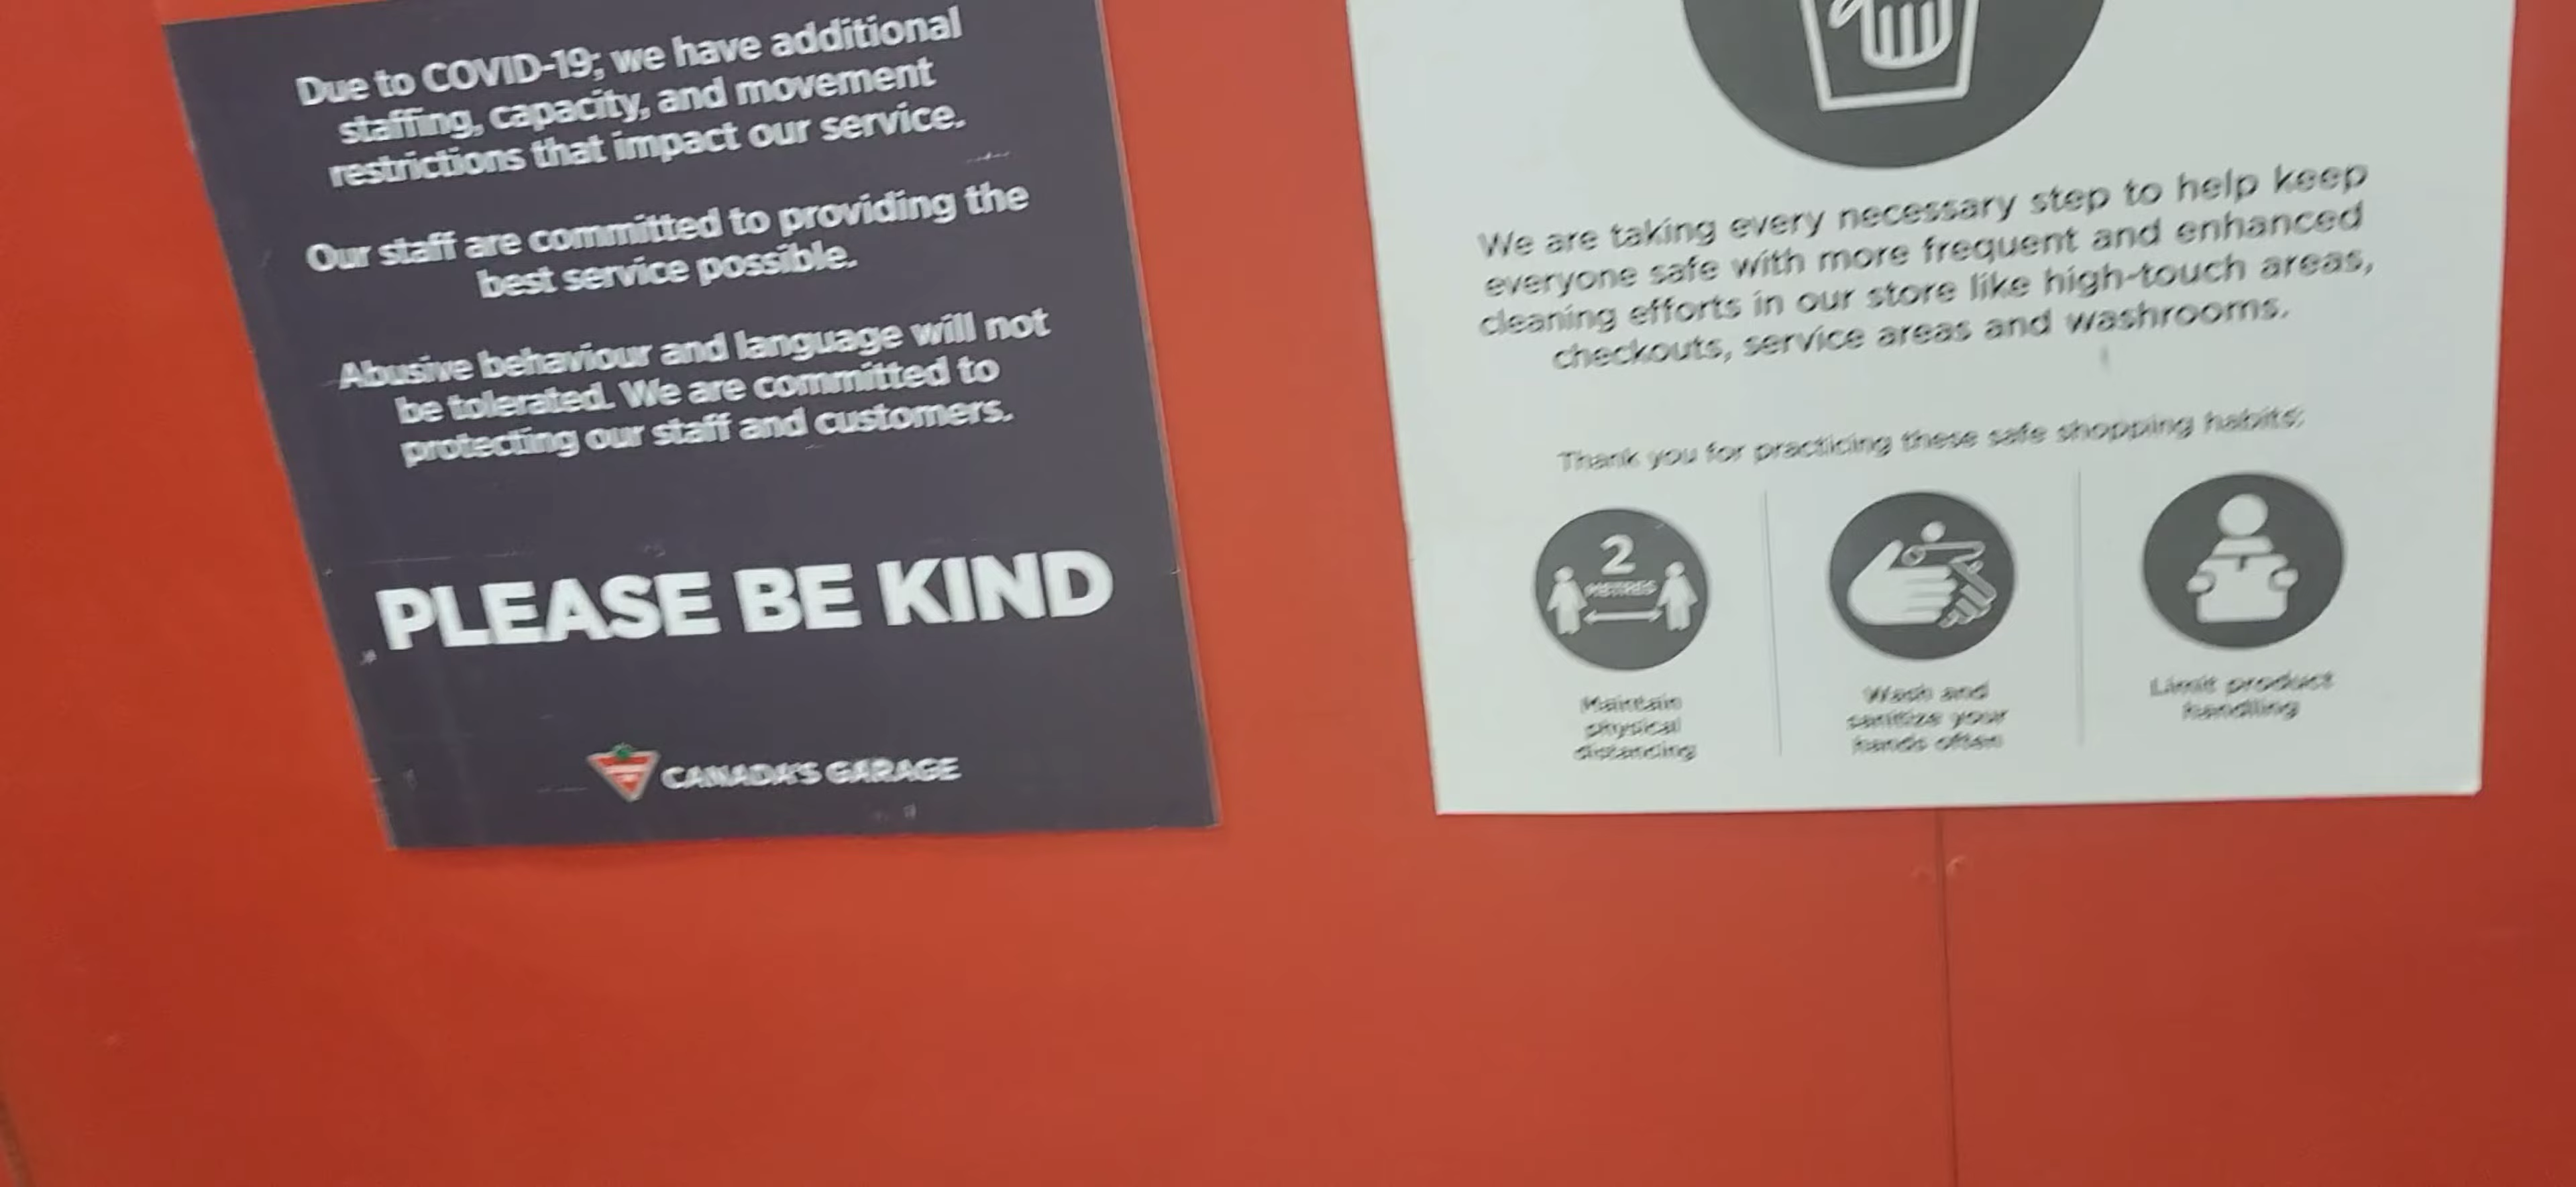 Due to COVID-19; we have additional
staffing, capacity, and movement
restrictions that impact our service.
Our staff are committed to providing the
best service possible.
Abusive behaviour and language will not
be tolerated. We are committed to
protecting our staff and customers.
PLEASE BE KIND
CANADA'S GARAGE
We are taking every necessary step to help keep
everyone safe with more frequent and enhanced
cleaning efforts in our store like high-touch areas,
checkouts, service areas and washrooms.
Thank you for practicing these safe shopping habits:
2
METRES
Maintain
physical
distancing
Wash and
sanitize your
hands often
Limit product
handling